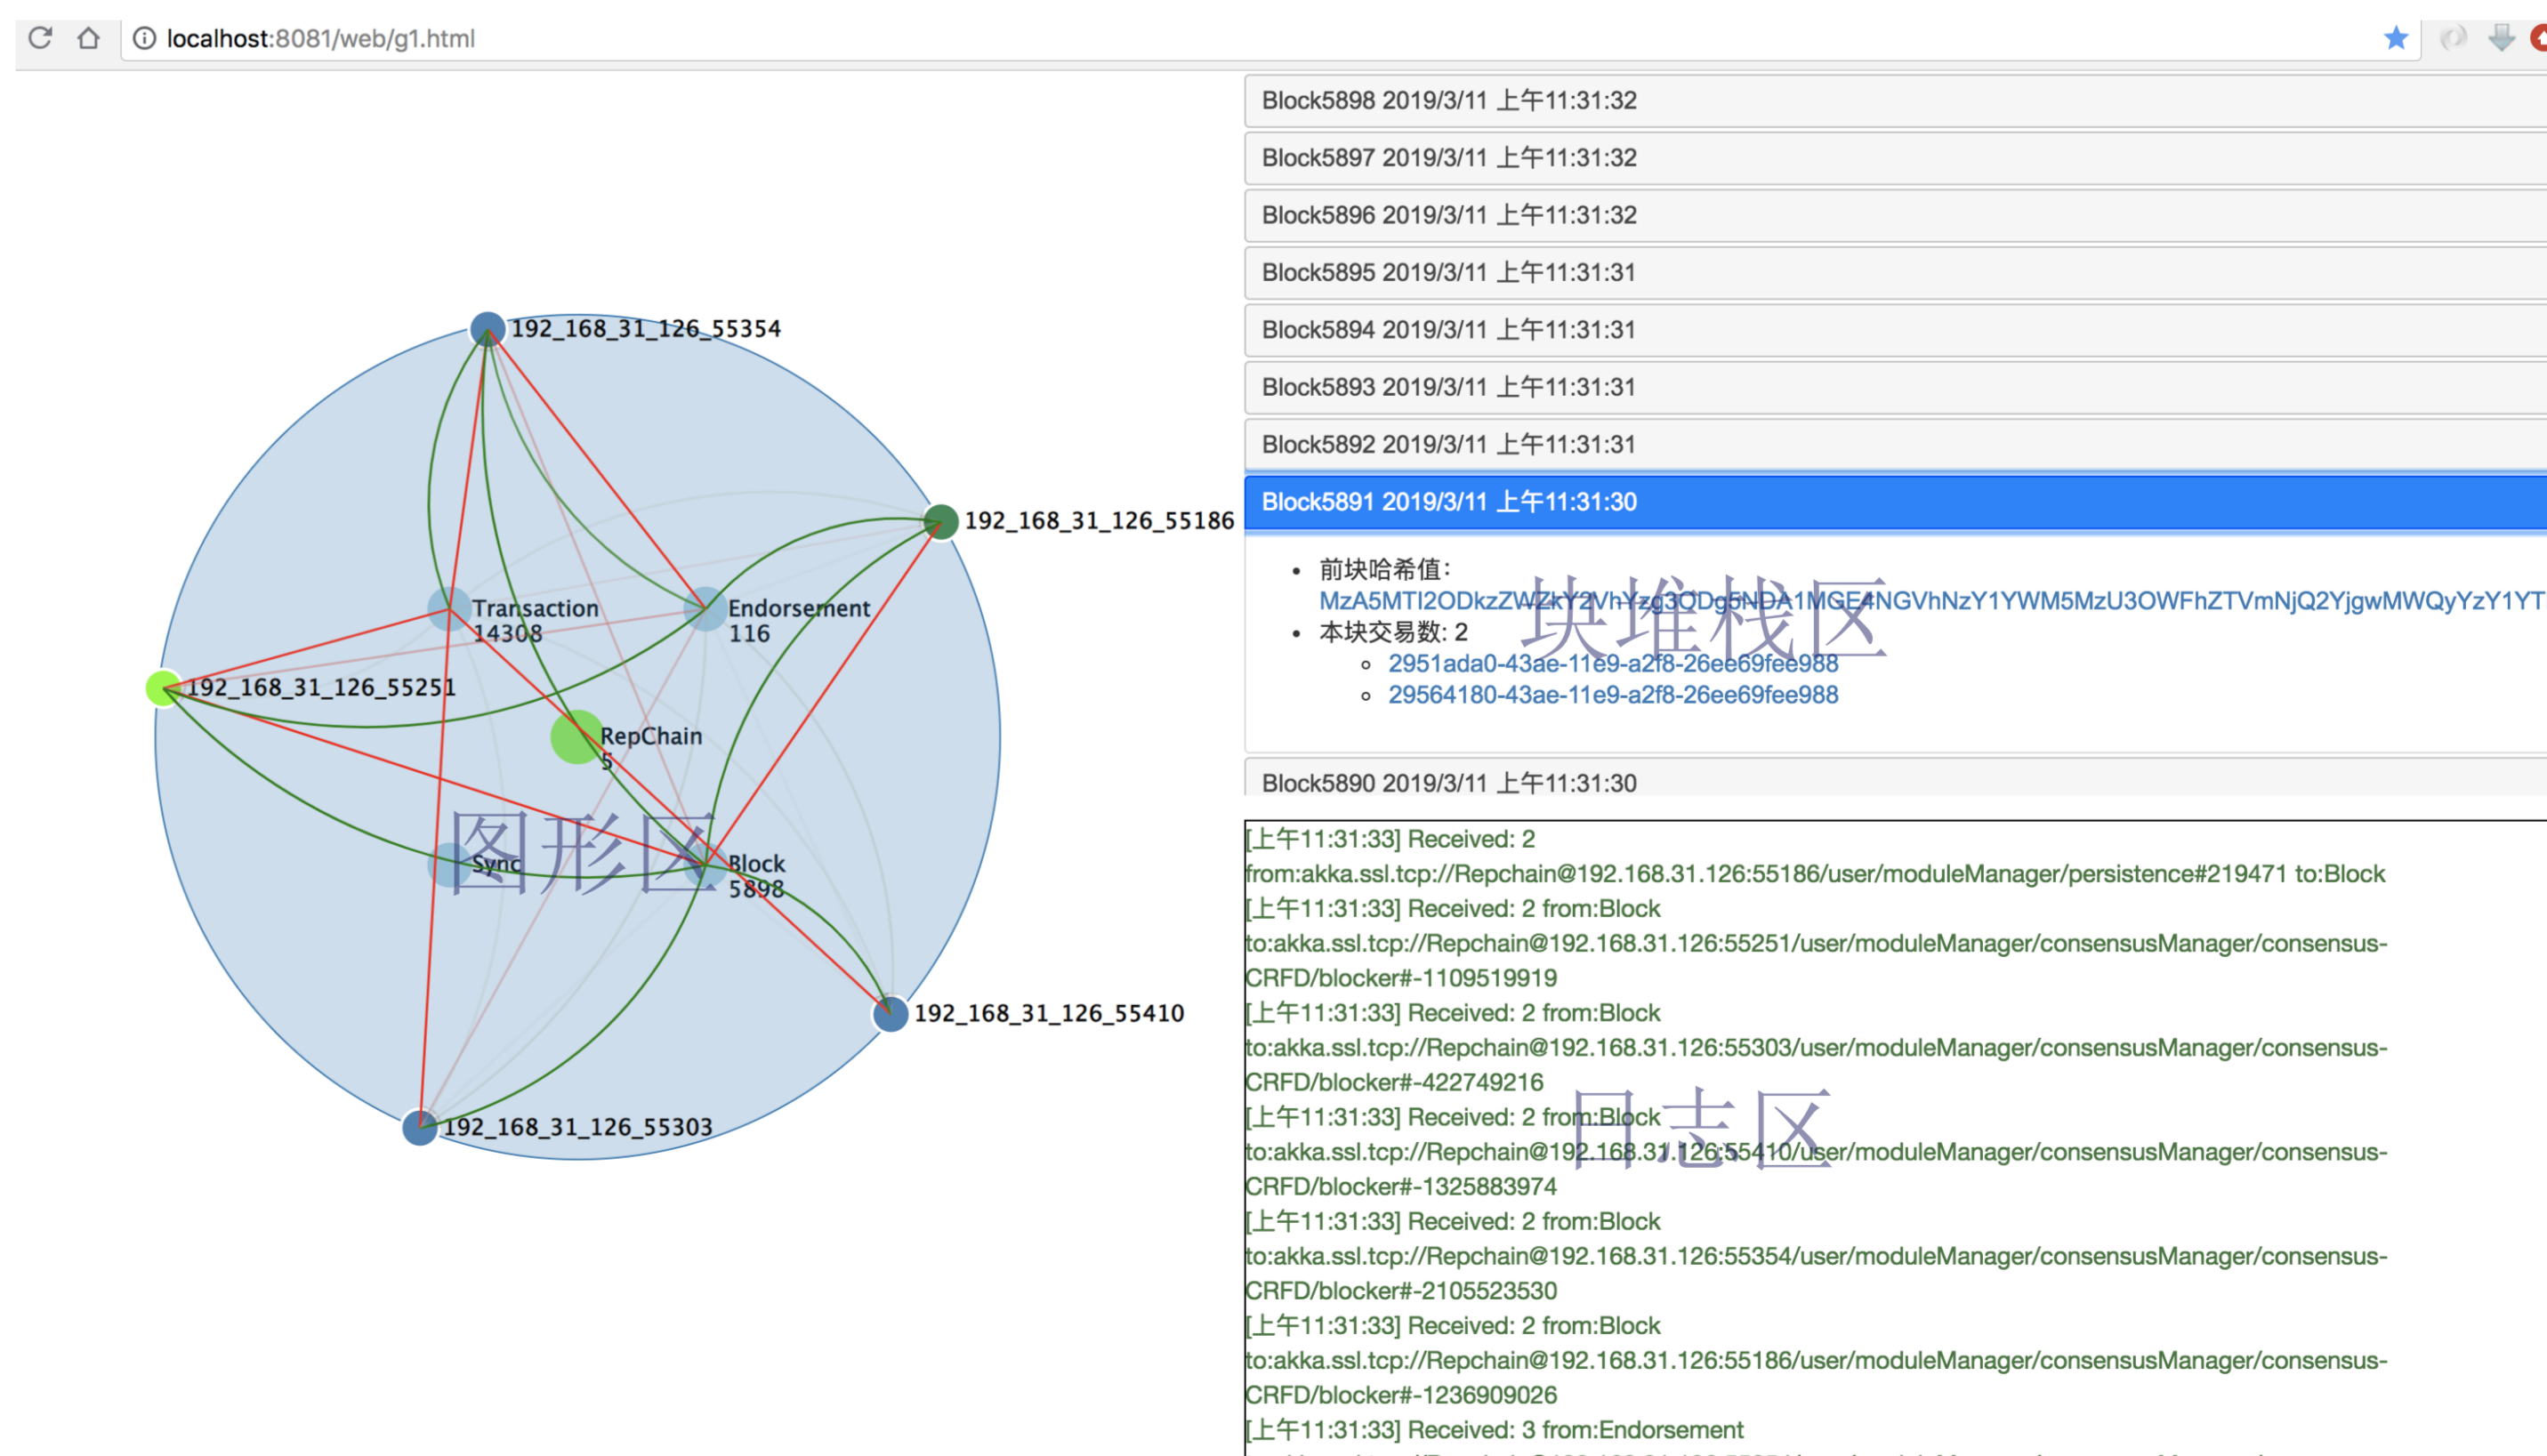 localhost:8081/web/g1.html
192_168_31_126_55354
192_168_31_126_55186
Transaction
14308
Endorsement
116
192_168_31_126_55251
RepChain
5
图形区
Sync
Block
5898
192_168_31_126_55410
192_168_31_126_55303
Block5898 2019/3/11 上午11:31:32
Block5897 2019/3/11 上午11:31:32
Block5896 2019/3/11 上午11:31:32
Block5895 2019/3/11 上午11:31:31
Block5894 2019/3/11 上午11:31:31
Block5893 2019/3/11 上午11:31:31
Block5892 2019/3/11 上午11:31:31
Block5891 2019/3/11 上午11:31:30
前块哈希值:
块堆栈区
本块交易数: 2
2951ada0-43ae-11e9-a2f8-26ee69fee988
29564180-43ae-11e9-a2f8-26ee69fee988
Block5890 2019/3/11 上午11:31:30
[上午11:31:33] Received: 2
from:akka.ssl.tcp://Repchain@192.168.31.126:55186/user/moduleManager/persistence#219471 to:Block
[上午11:31:33] Received: 2 from:Block
to:akka.ssl.tcp://Repchain@192.168.31.126:55251/user/moduleManager/consensusManager/consensus-
CRFD/blocker#-1109519919
[上午11:31:33] Received: 2 from:Block
to:akka.ssl.tcp://Repchain@192.168.31.126:55303/user/moduleManager/consensusManager/consensus-
CRFD/blocker#-422749216
[上午11:31:33] Received: 2 from:Block
日志区
to:akka.ssl.tcp://Repchain@192.168.31.126:55410/user/moduleManager/consensusManager/consensus-
CRFD/blocker#-1325883974
[上午11:31:33] Received: 2 from:Block
to:akka.ssl.tcp://Repchain@192.168.31.126:55354/user/moduleManager/consensusManager/consensus-
CRFD/blocker#-2105523530
[上午11:31:33] Received: 2 from:Block
to:akka.ssl.tcp://Repchain@192.168.31.126:55186/user/moduleManager/consensusManager/consensus-
CRFD/blocker#-1236909026
[上午11:31:33] Received: 3 from:Endorsement